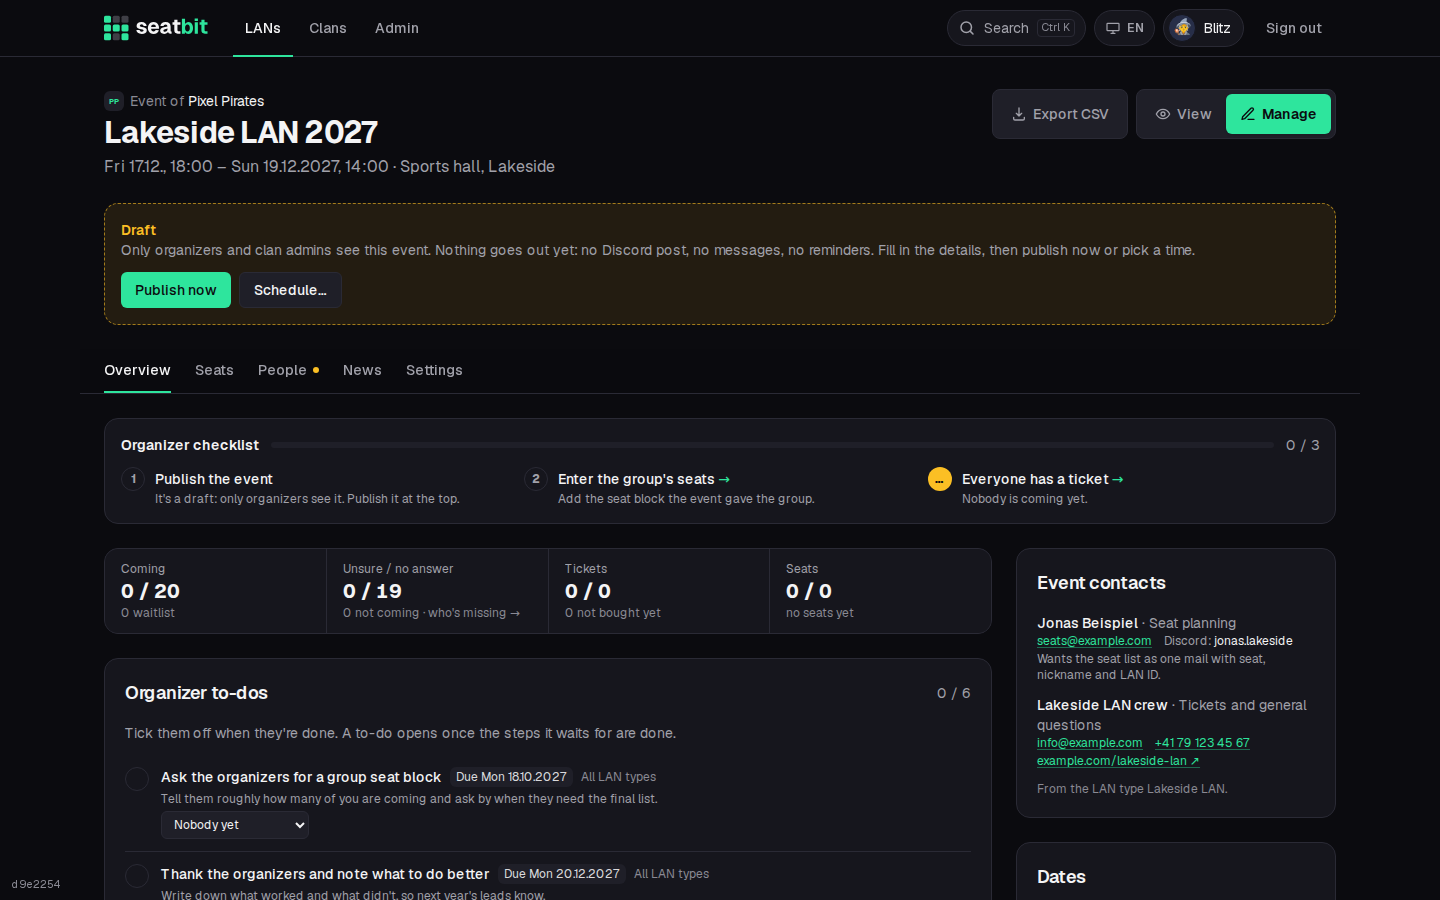 seatbit
LANs
Clans
Admin
Search
Ctrl K
EN
Blitz
Sign out
PP
Event of Pixel Pirates
Lakeside LAN 2027
Fri 17.12., 18:00 – Sun 19.12.2027, 14:00 · Sports hall, Lakeside
Export CSV
View
Manage
Draft
Only organizers and clan admins see this event. Nothing goes out yet: no Discord post, no messages, no reminders. Fill in the details, then publish now or pick a time.
Publish now
Schedule...
Overview
Seats
People
News
Settings
Organizer checklist
0 / 3
1
Publish the event
It's a draft: only organizers see it. Publish it at the top.
2
Enter the group's seats →
Add the seat block the event gave the group.
...
Everyone has a ticket →
Nobody is coming yet.
Coming
0 / 20
0 waitlist
Unsure / no answer
0 / 19
0 not coming · who's missing →
Tickets
0 / 0
0 not bought yet
Seats
0 / 0
no seats yet
Organizer to-dos
0 / 6
Tick them off when they're done. A to-do opens once the steps it waits for are done.
Ask the organizers for a group seat block
Due Mon 18.10.2027
All LAN types
Tell them roughly how many of you are coming and ask by when they need the final list.
Nobody yet
Thank the organizers and note what to do better
Due Mon 20.12.2027
All LAN types
Write down what worked and what didn't, so next year's leads know.
Event contacts
Jonas Beispiel · Seat planning
seats@example.com Discord: jonas.lakeside
Wants the seat list as one mail with seat,
nickname and LAN ID.
Lakeside LAN crew · Tickets and general
questions
info@example.com +41 79 123 45 67
example.com/lakeside-lan ↗
From the LAN type Lakeside LAN.
Dates
d9e2254